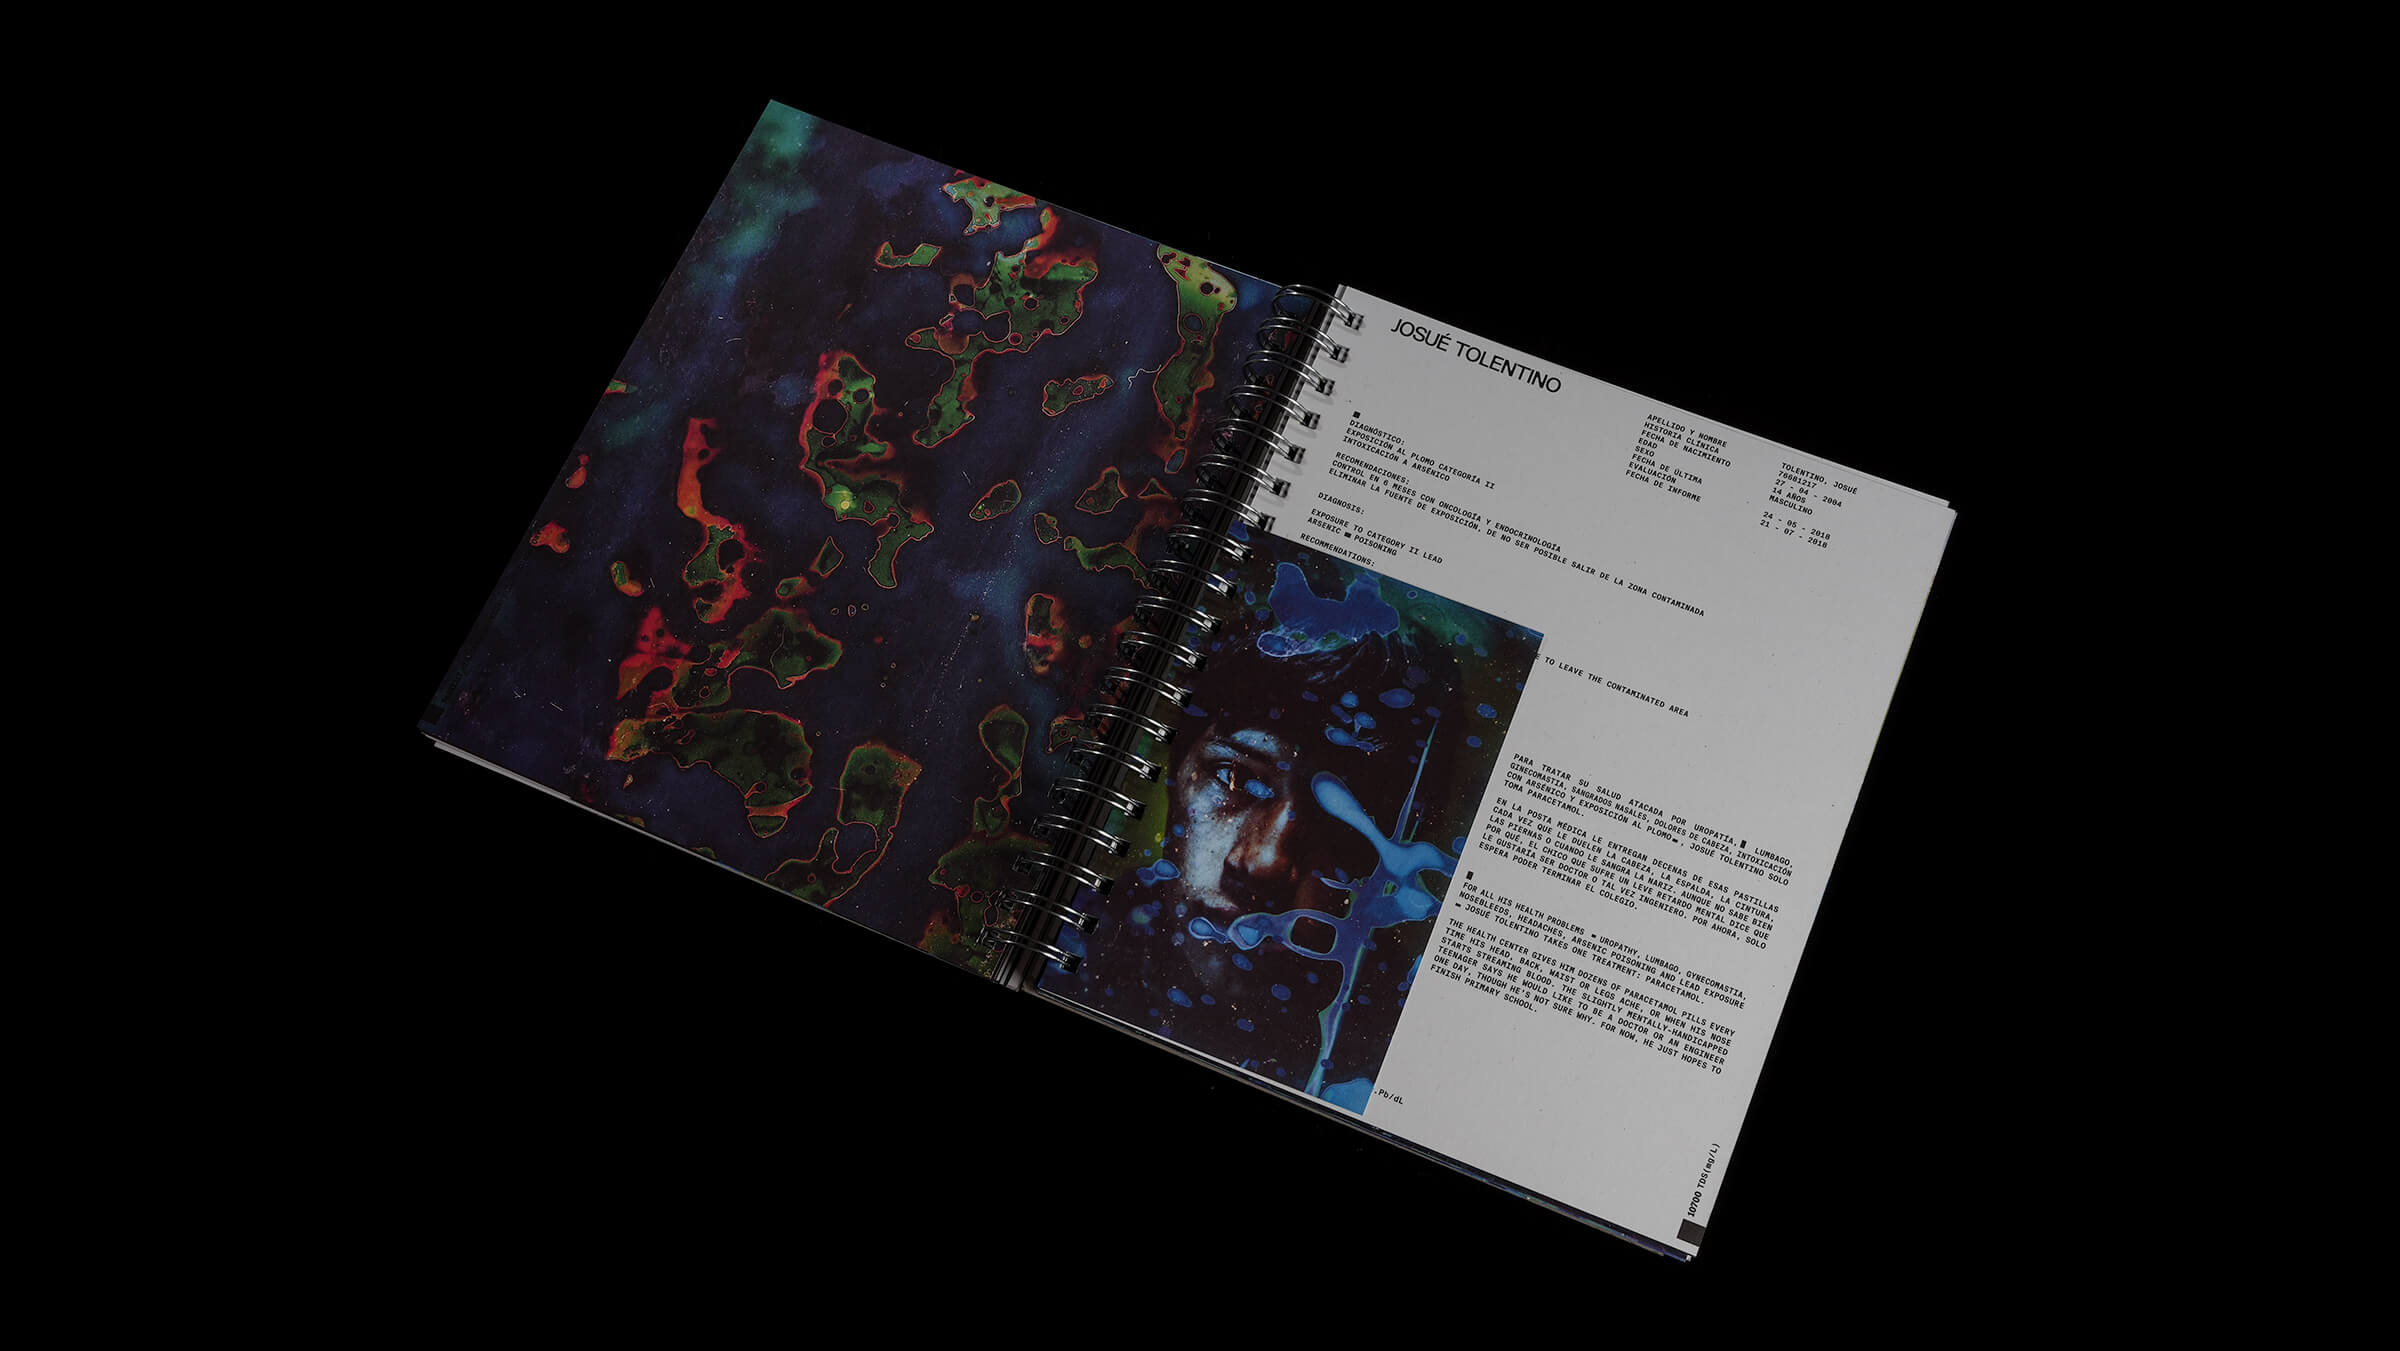 JOSUÉ TOLENTINO
DIAGNÓSTICO:
EXPOSICIÓN AL PLOMO CATEGORÍA II
INTOXICACIÓN A ARSÉNICO
RECOMENDACIONES:
CONTROL EN 6 MESES CON ONCOLOGÍA Y ENDOCRINOLOGÍA
ELIMINAR LA FUENTE DE EXPOSICIÓN, DE NO SER POSIBLE SALIR DE LA ZONA CONTAMINADA
DIAGNOSIS:
EXPOSURE TO CATEGORY II LEAD
ARSENIC POISONING
RECOMMENDATIONS:
TO LEAVE THE CONTAMINATED AREA
APELLIDO Y NOMBRE
HISTORIA CLÍNICA
FECHA DE NACIMIENTO
EDAD
SEXO
FECHA DE ÚLTIMA
EVALUACIÓN
FECHA DE INFORME
TOLENTINO, JOSUÉ
76681217
27 - 04 - 2004
14 AÑOS
MASCULINO
24 - 05 - 2018
21 - 07 - 2018
PARA TRATAR SU SALUD ATACADA POR UROPATÍA, LUMBAGO,
GINECOMASTIA, SANGRADOS NASALES, DOLORES DE CABEZA, INTOXICACIÓN
CON ARSÉNICO Y EXPOSICIÓN AL PLOMO, JOSUÉ TOLENTINO SOLO
TOMA PARACETAMOL.
EN LA POSTA MÉDICA LE ENTREGAN DECENAS DE ESAS PASTILLAS
CADA VEZ QUE LE DUELEN LA CABEZA, LA ESPALDA, LA CINTURA,
LAS PIERNAS O CUANDO LE SANGRA LA NARIZ. AUNQUE NO SABE BIEN
POR QUÉ, EL CHICO QUE SUFRE UN LEVE RETARDO MENTAL DICE QUE
LE GUSTARÍA SER DOCTOR O TAL VEZ INGENIERO. POR AHORA, SOLO
ESPERA PODER TERMINAR EL COLEGIO.
FOR ALL HIS HEALTH PROBLEMS - UROPATHY, LUMBAGO, GYNECOMASTIA,
NOSEBLEEDS, HEADACHES, ARSENIC POISONING AND LEAD EXPOSURE
- JOSUÉ TOLENTINO TAKES ONE TREATMENT: PARACETAMOL.
THE HEALTH CENTER GIVES HIM DOZENS OF PARACETAMOL PILLS EVERY
TIME HIS HEAD, BACK, WAIST OR LEGS ACHE, OR WHEN HIS NOSE
STARTS STREAMING BLOOD. THE SLIGHTLY MENTALLY-HANDICAPPED
TEENAGER SAYS HE WOULD LIKE TO BE A DOCTOR OR AN ENGINEER
ONE DAY, THOUGH HE'S NOT SURE WHY. FOR NOW, HE JUST HOPES TO
FINISH PRIMARY SCHOOL.
.Pb/dL
10700 TDS(mg/L)